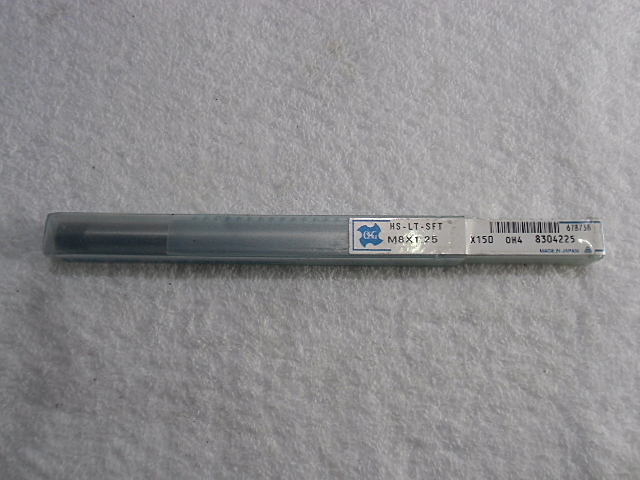 HS-LT-SFT
OSG M8X1.25 X150 OH4 8304225
MADE IN JAPAN